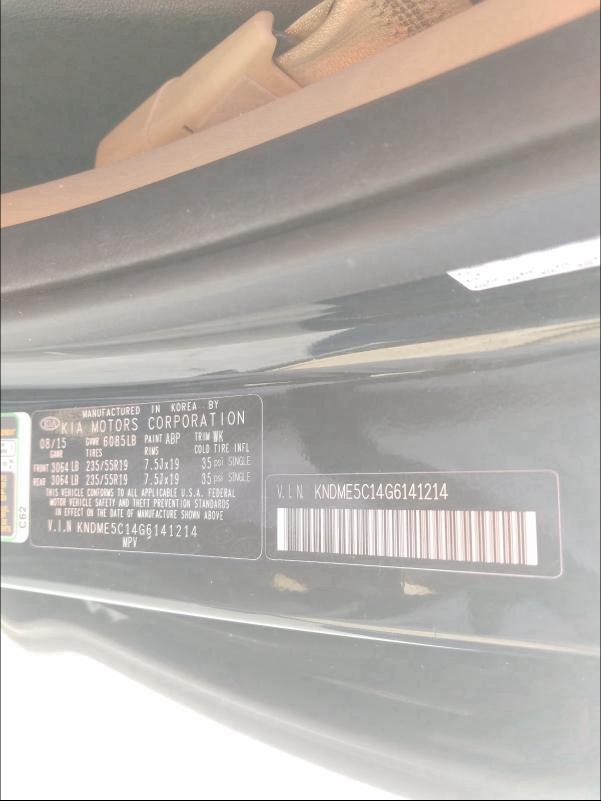 MANUFACTURED IN KOREA BY
KIA KIA MOTORS CORPORATION
08/15 GVWR 6085LB PAINT ABP TRIM WK
GAWR TIRES RIMS COLD TIRE INFL
FRONT 3064 LB 235/55R19 7.5Jx19 35 psi SINGLE
REAR 3064 LB 235/55R19 7.5Jx19 35 psi SINGLE
THIS VEHICLE CONFORMS TO ALL APPLICABLE U.S.A. FEDERAL
MOTOR VEHICLE SAFETY AND THEFT PREVENTION STANDARDS
IN EFFECT ON THE DATE OF MANUFACTURE SHOWN ABOVE
V.I.N KNDME5C14G6141214
MPV
V.I.N. KNDME5C14G6141214
C62